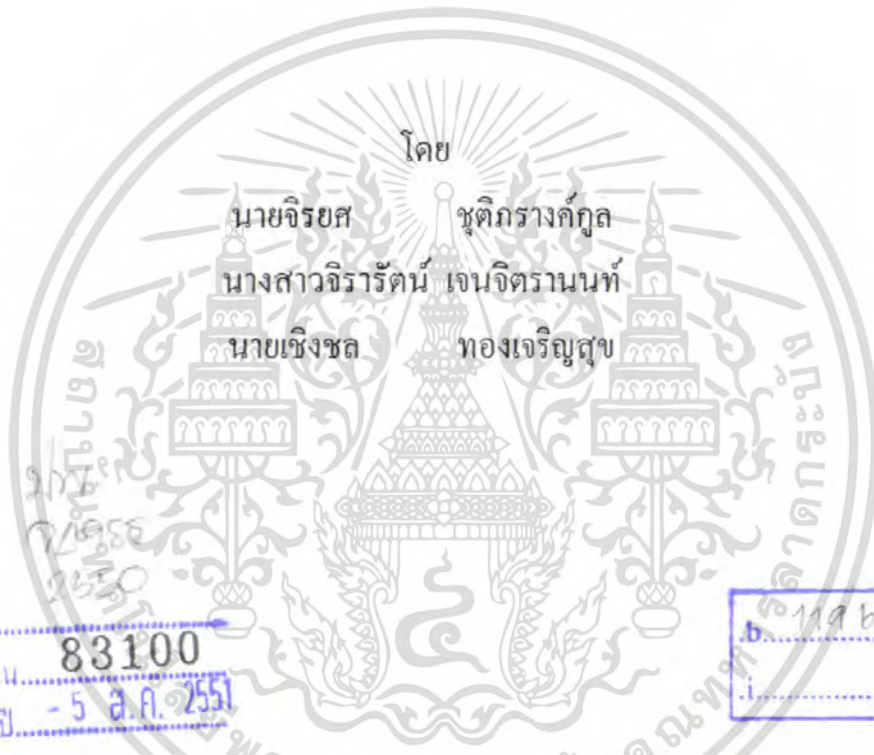 โดย
นายจิรยศ ชุติภรางค์กูล
นางสาวจิรารัตน์ เจนจิตรานนท์
นายเชิงชล ทองเจริญสุข
2550
83100
- 5 ส.ค. 2551
b.
i.